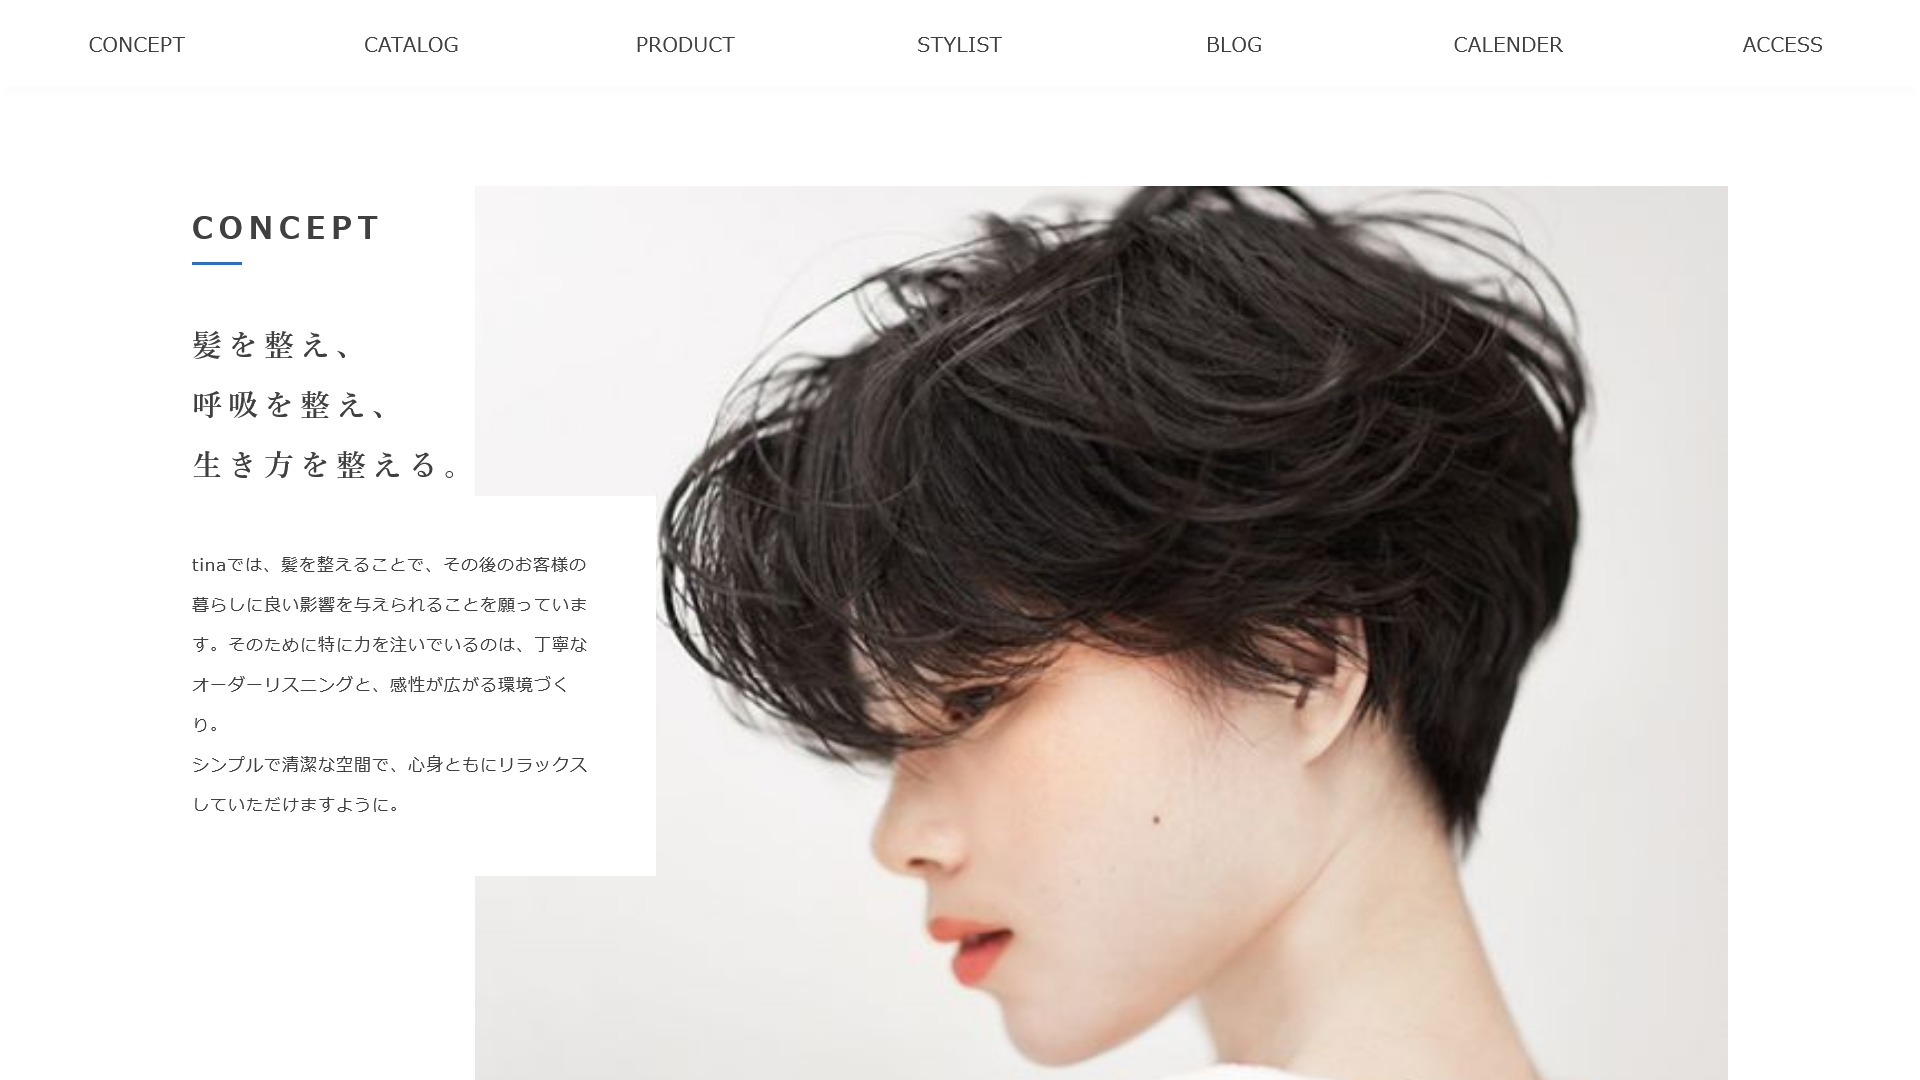 CONCEPT
CATALOG
PRODUCT
STYLIST
BLOG
CALENDER
ACCESS
CONCEPT
髪を整え、
呼吸を整え、
生き方を整える。
tinaでは、髪を整えることで、その後のお客様の
暮らしに良い影響を与えられることを願っていま
す。そのために特に力を注いでいるのは、丁寧な
オーダーリスニングと、感性が広がる環境づく
り。
シンプルで清潔な空間で、心身ともにリラックス
していただけますように。